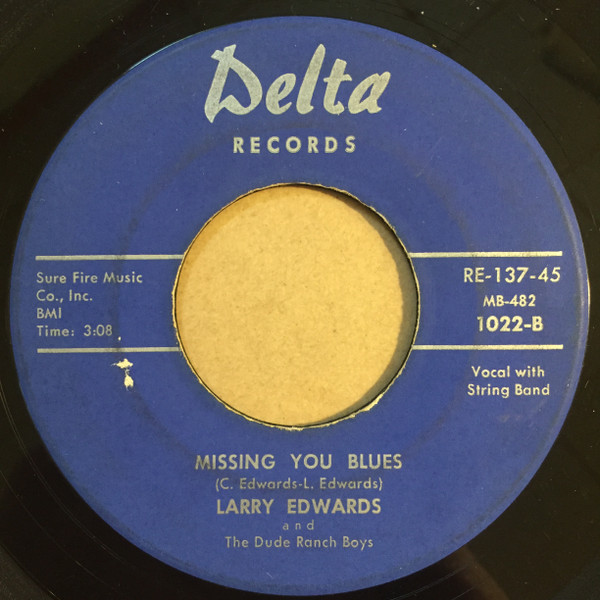 Delta
RECORDS
Sure Fire Music
Co., Inc.
BMI
Time: 3:08
RE-137-45
MB-482
1022-B
Vocal with
String Band
MISSING YOU BLUES
(C. Edwards-L. Edwards)
LARRY EDWARDS
and
The Dude Ranch Boys